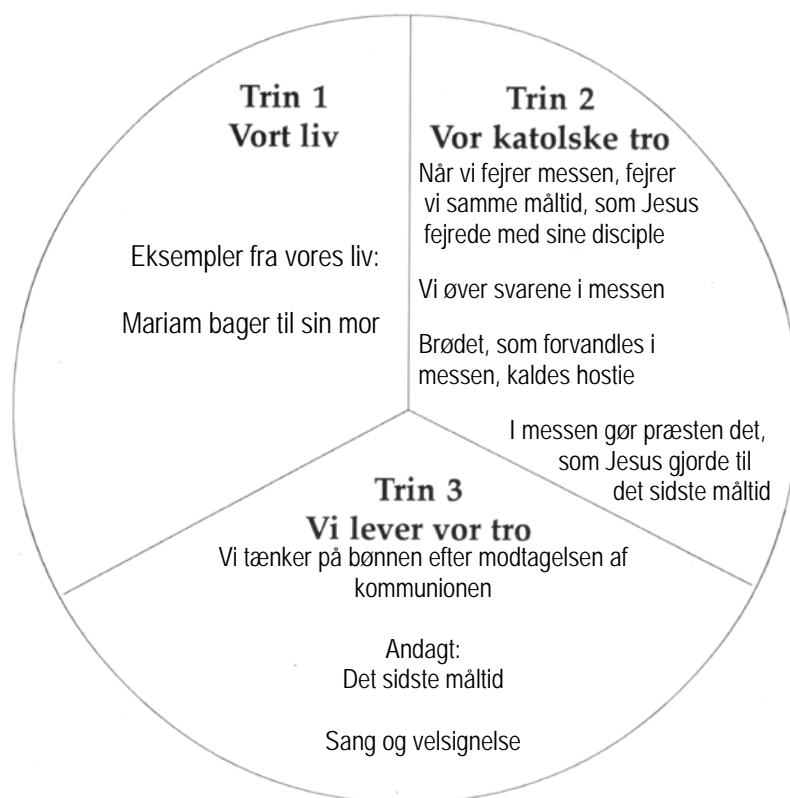 Trin 1
Vort liv
Eksempler fra vores liv:
Mariam bager til sin mor
Trin 2
Vor katolske tro
Når vi fejrer messen, fejrer
vi samme måltid, som Jesus
fejrede med sine disciple
Vi øver svarene i messen
Brødet, som forvandles i
messen, kaldes hostie
I messen gør præsten det,
som Jesus gjorde til
det sidste måltid
Trin 3
Vi lever vor tro
Vi tænker på bønnen efter modtagelsen af
kommunionen
Andagt:
Det sidste måltid
Sang og velsignelse